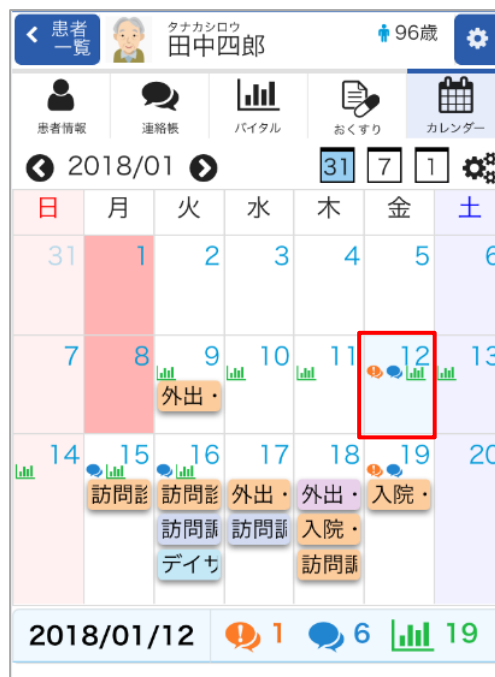 患者一覧
タナカシロウ
田中四郎
96歳
患者情報
連絡帳
バイタル
おくすり
カレンダー
2018/01
31 7 1
日 月 火 水 木 金 土
31 1 2 3 4 5 6
7 8 9 10 11 12 13
外出・
14 15 16 17 18 19 20
訪問診 訪問診 外出・ 外出・ 入院・
訪問調 訪問調 入院・
デイサ 訪問調
2018/01/12 1 6 19